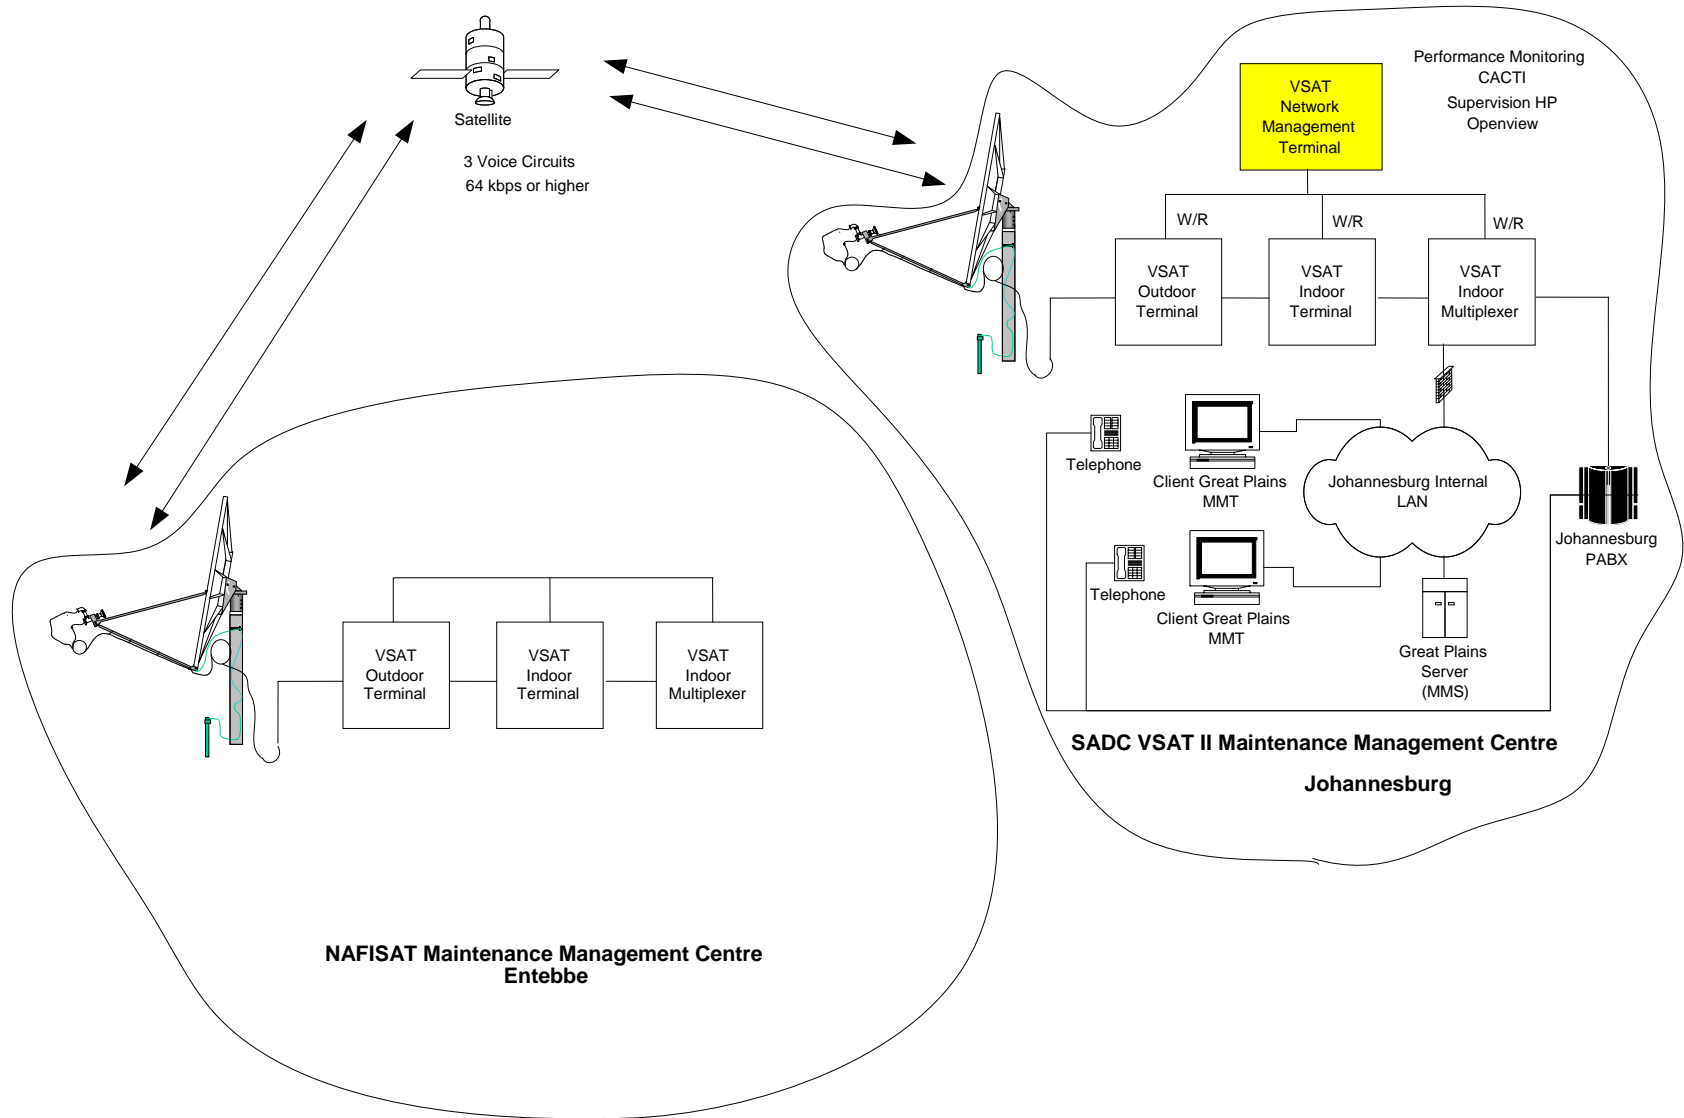 Satellite
3 Voice Circuits
64 kbps or higher
Performance Monitoring
CACTI
Supervision HP
Openview
VSAT
Network
Management
Terminal
W/R
W/R
W/R
VSAT
Outdoor
Terminal
VSAT
Indoor
Terminal
VSAT
Indoor
Multiplexer
Telephone
Client Great Plains
MMT
Johannesburg Internal
LAN
Johannesburg
PABX
Telephone
Client Great Plains
MMT
Great Plains
Server
(MMS)
SADC VSAT II Maintenance Management Centre
Johannesburg
VSAT
Outdoor
Terminal
VSAT
Indoor
Terminal
VSAT
Indoor
Multiplexer
NAFISAT Maintenance Management Centre
Entebbe